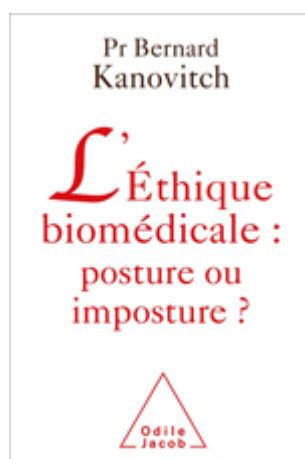 Pr Bernard
Kanovitch
L'Éthique
biomédicale :
posture ou
imposture ?
Odile
Jacob